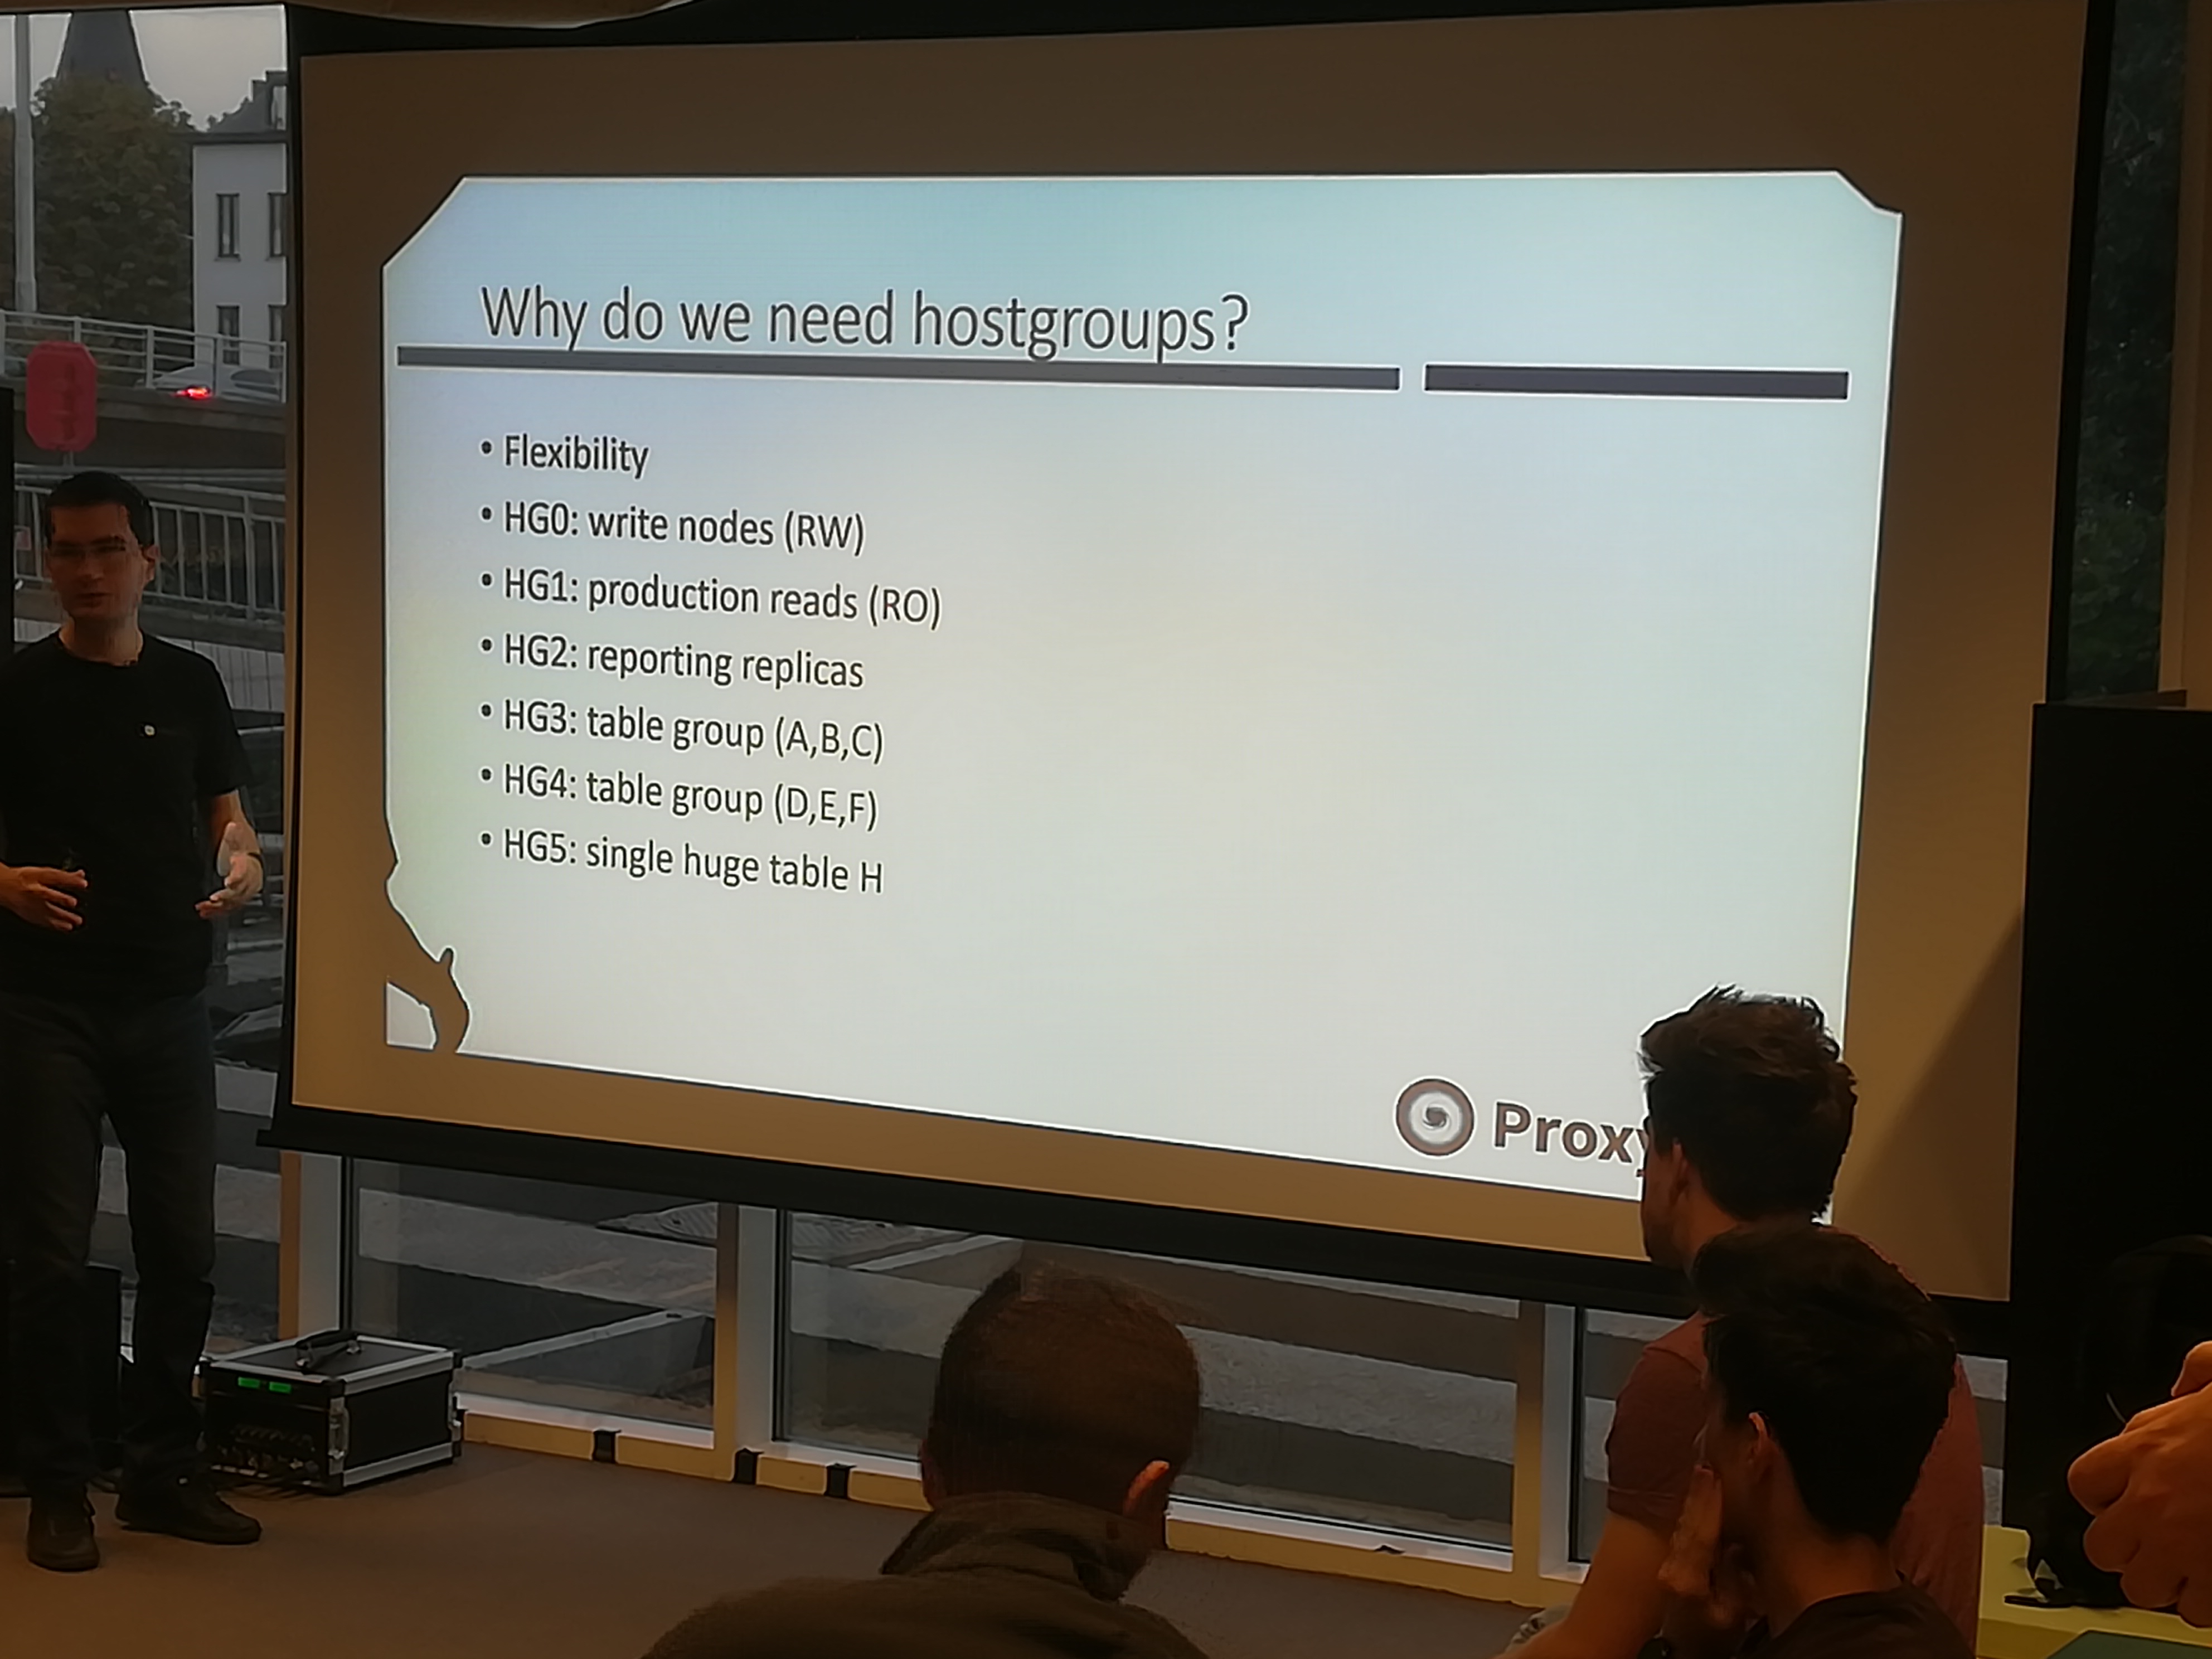 Why do we need hostgroups?
• Flexibility
• HG0: write nodes (RW)
• HG1: production reads (RO)
• HG2: reporting replicas
• HG3: table group (A,B,C)
• HG4: table group (D,E,F)
• HG5: single huge table H
Proxy